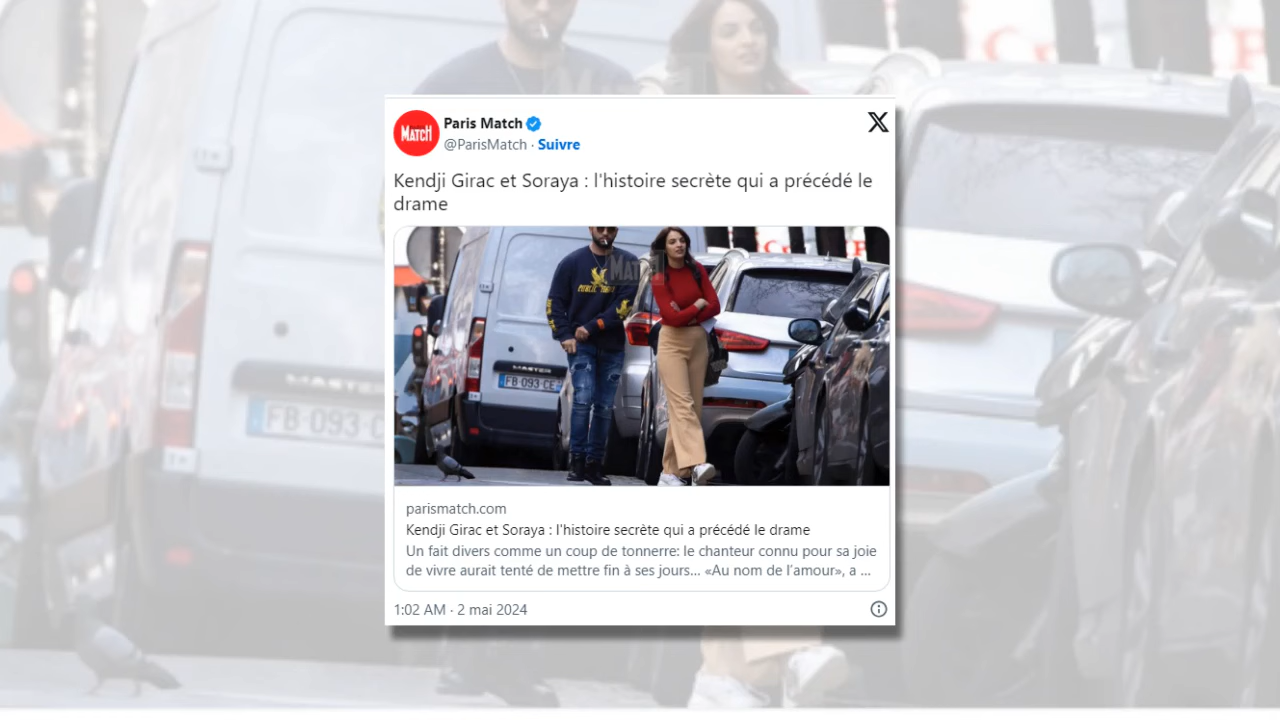 MATCH
Paris Match
@ParisMatch · Suivre
Kendji Girac et Soraya : l'histoire secrète qui a précédé le
drame
MATCH
MASTER
FB-093-CE
parismatch.com
Kendji Girac et Soraya : l'histoire secrète qui a précédé le drame
Un fait divers comme un coup de tonnerre: le chanteur connu pour sa joie
de vivre aurait tenté de mettre fin à ses jours... «Au nom de l'amour», a ...
1:02 AM · 2 mai 2024
MASTER
FB-093-C